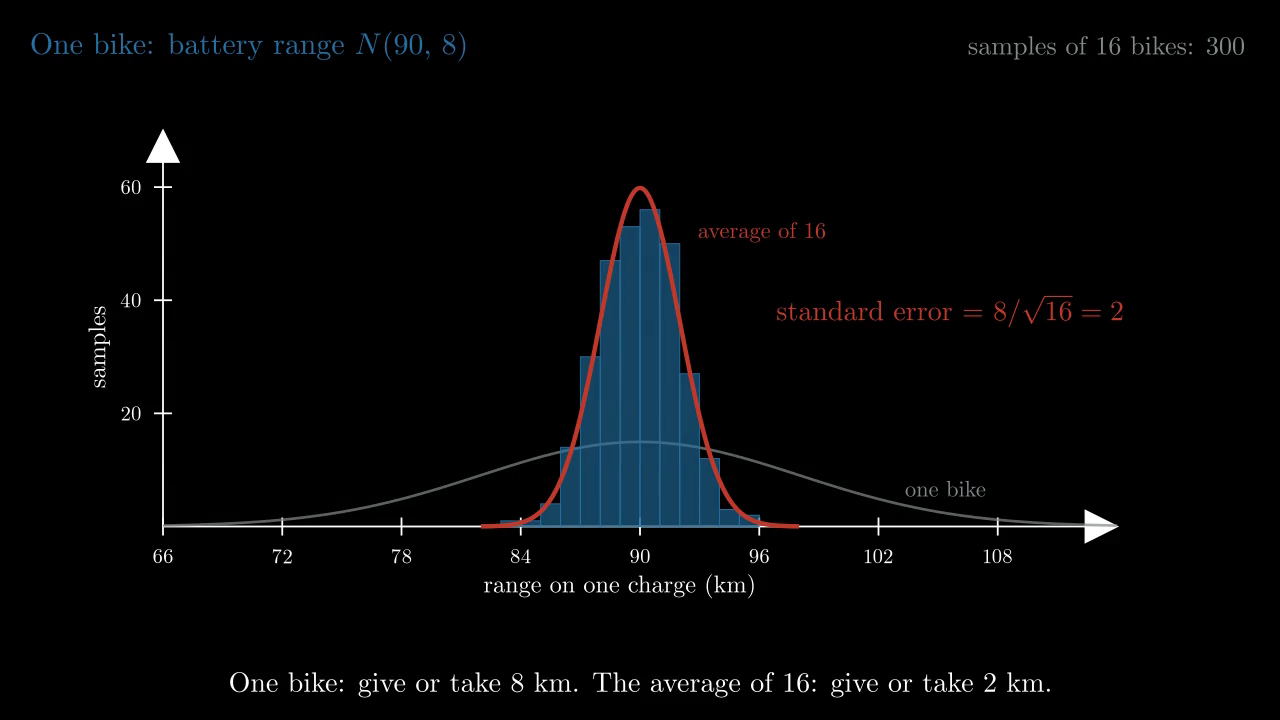 One bike: battery range N(90, 8)
samples of 16 bikes: 300
60
average of 16
standard error = 8/√16 = 2
40
samples
20
one bike
66 72 78 84 90 96 102 108
range on one charge (km)
One bike: give or take 8 km. The average of 16: give or take 2 km.